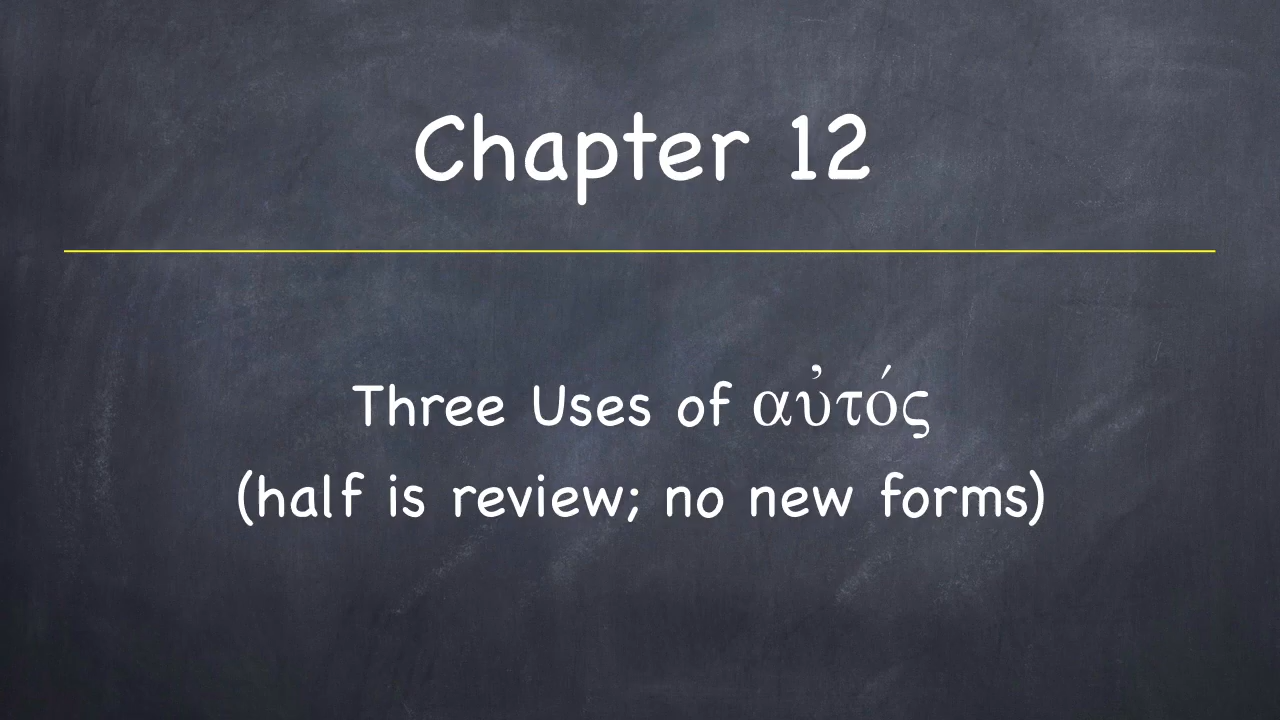 Chapter 12
Three Uses of αὐτός
(half is review; no new forms)